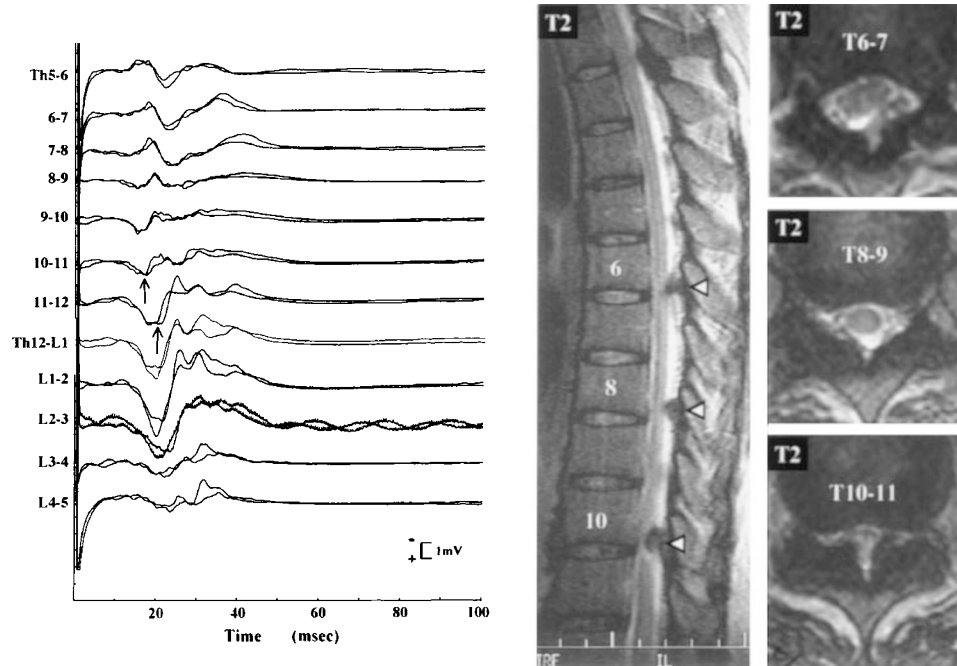 Th5-6
6-7
7-8
8-9
9-10
10-11
11-12
Th12-L1
L1-2
L2-3
L3-4
L4-5
-
+
1mV
0 20 40 60 80 100
Time (msec)
T2
6
8
10
IL
T2
T6-7
T2
T8-9
T2
T10-11